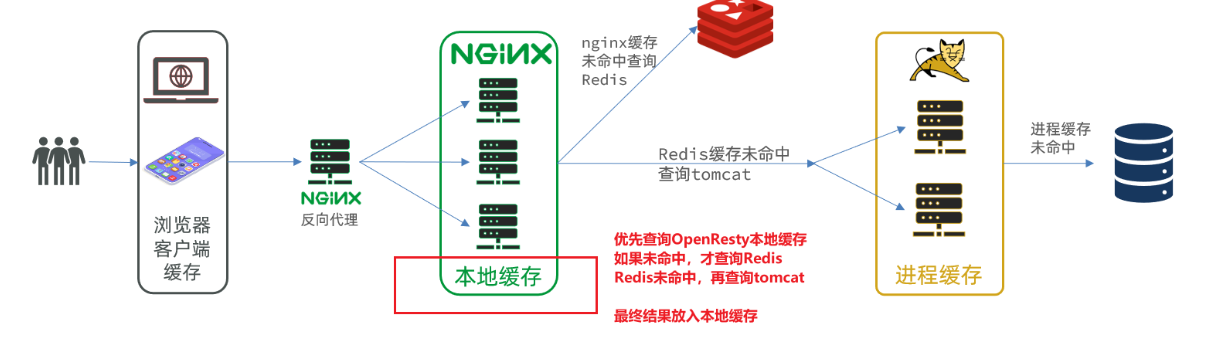 NGINX
nginx缓存
未命中查询
Redis
NGINX
反向代理
浏览器
客户端
缓存
本地缓存
Redis缓存未命中
查询tomcat
优先查询OpenResty本地缓存
如果未命中，才查询Redis
Redis未命中，再查询tomcat
最终结果放入本地缓存
进程缓存
进程缓存
未命中